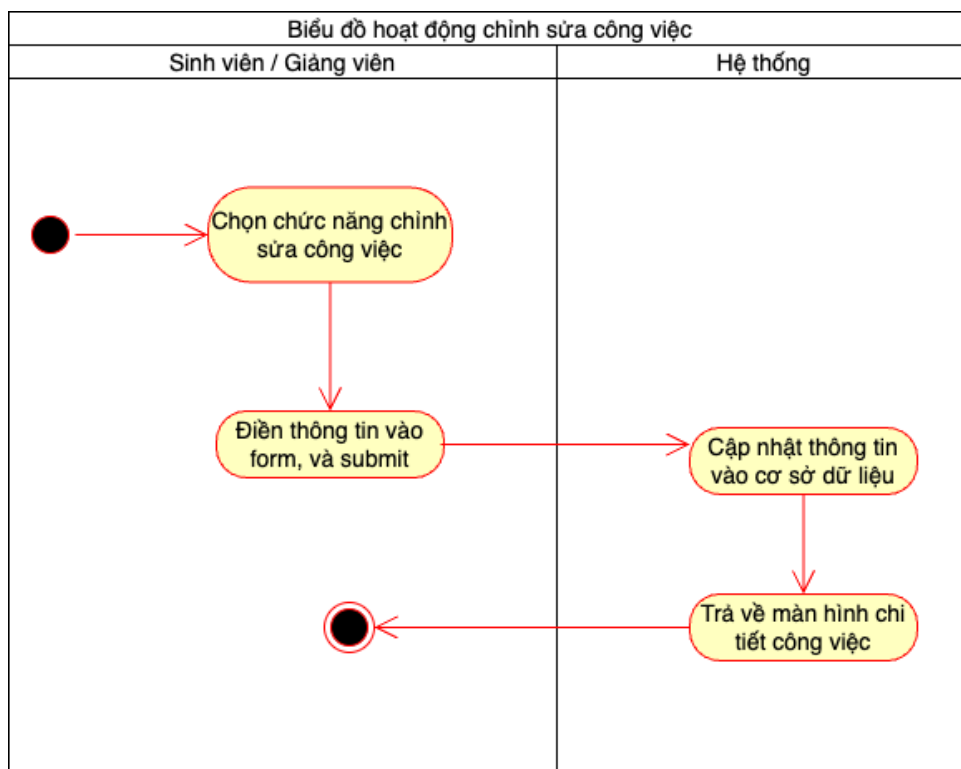 Biểu đồ hoạt động chỉnh sửa công việc
Sinh viên / Giảng viên
Hệ thống
Chọn chức năng chỉnh
sửa công việc
Điền thông tin vào
form, và submit
Cập nhật thông tin
vào cơ sở dữ liệu
Trả về màn hình chi
tiết công việc